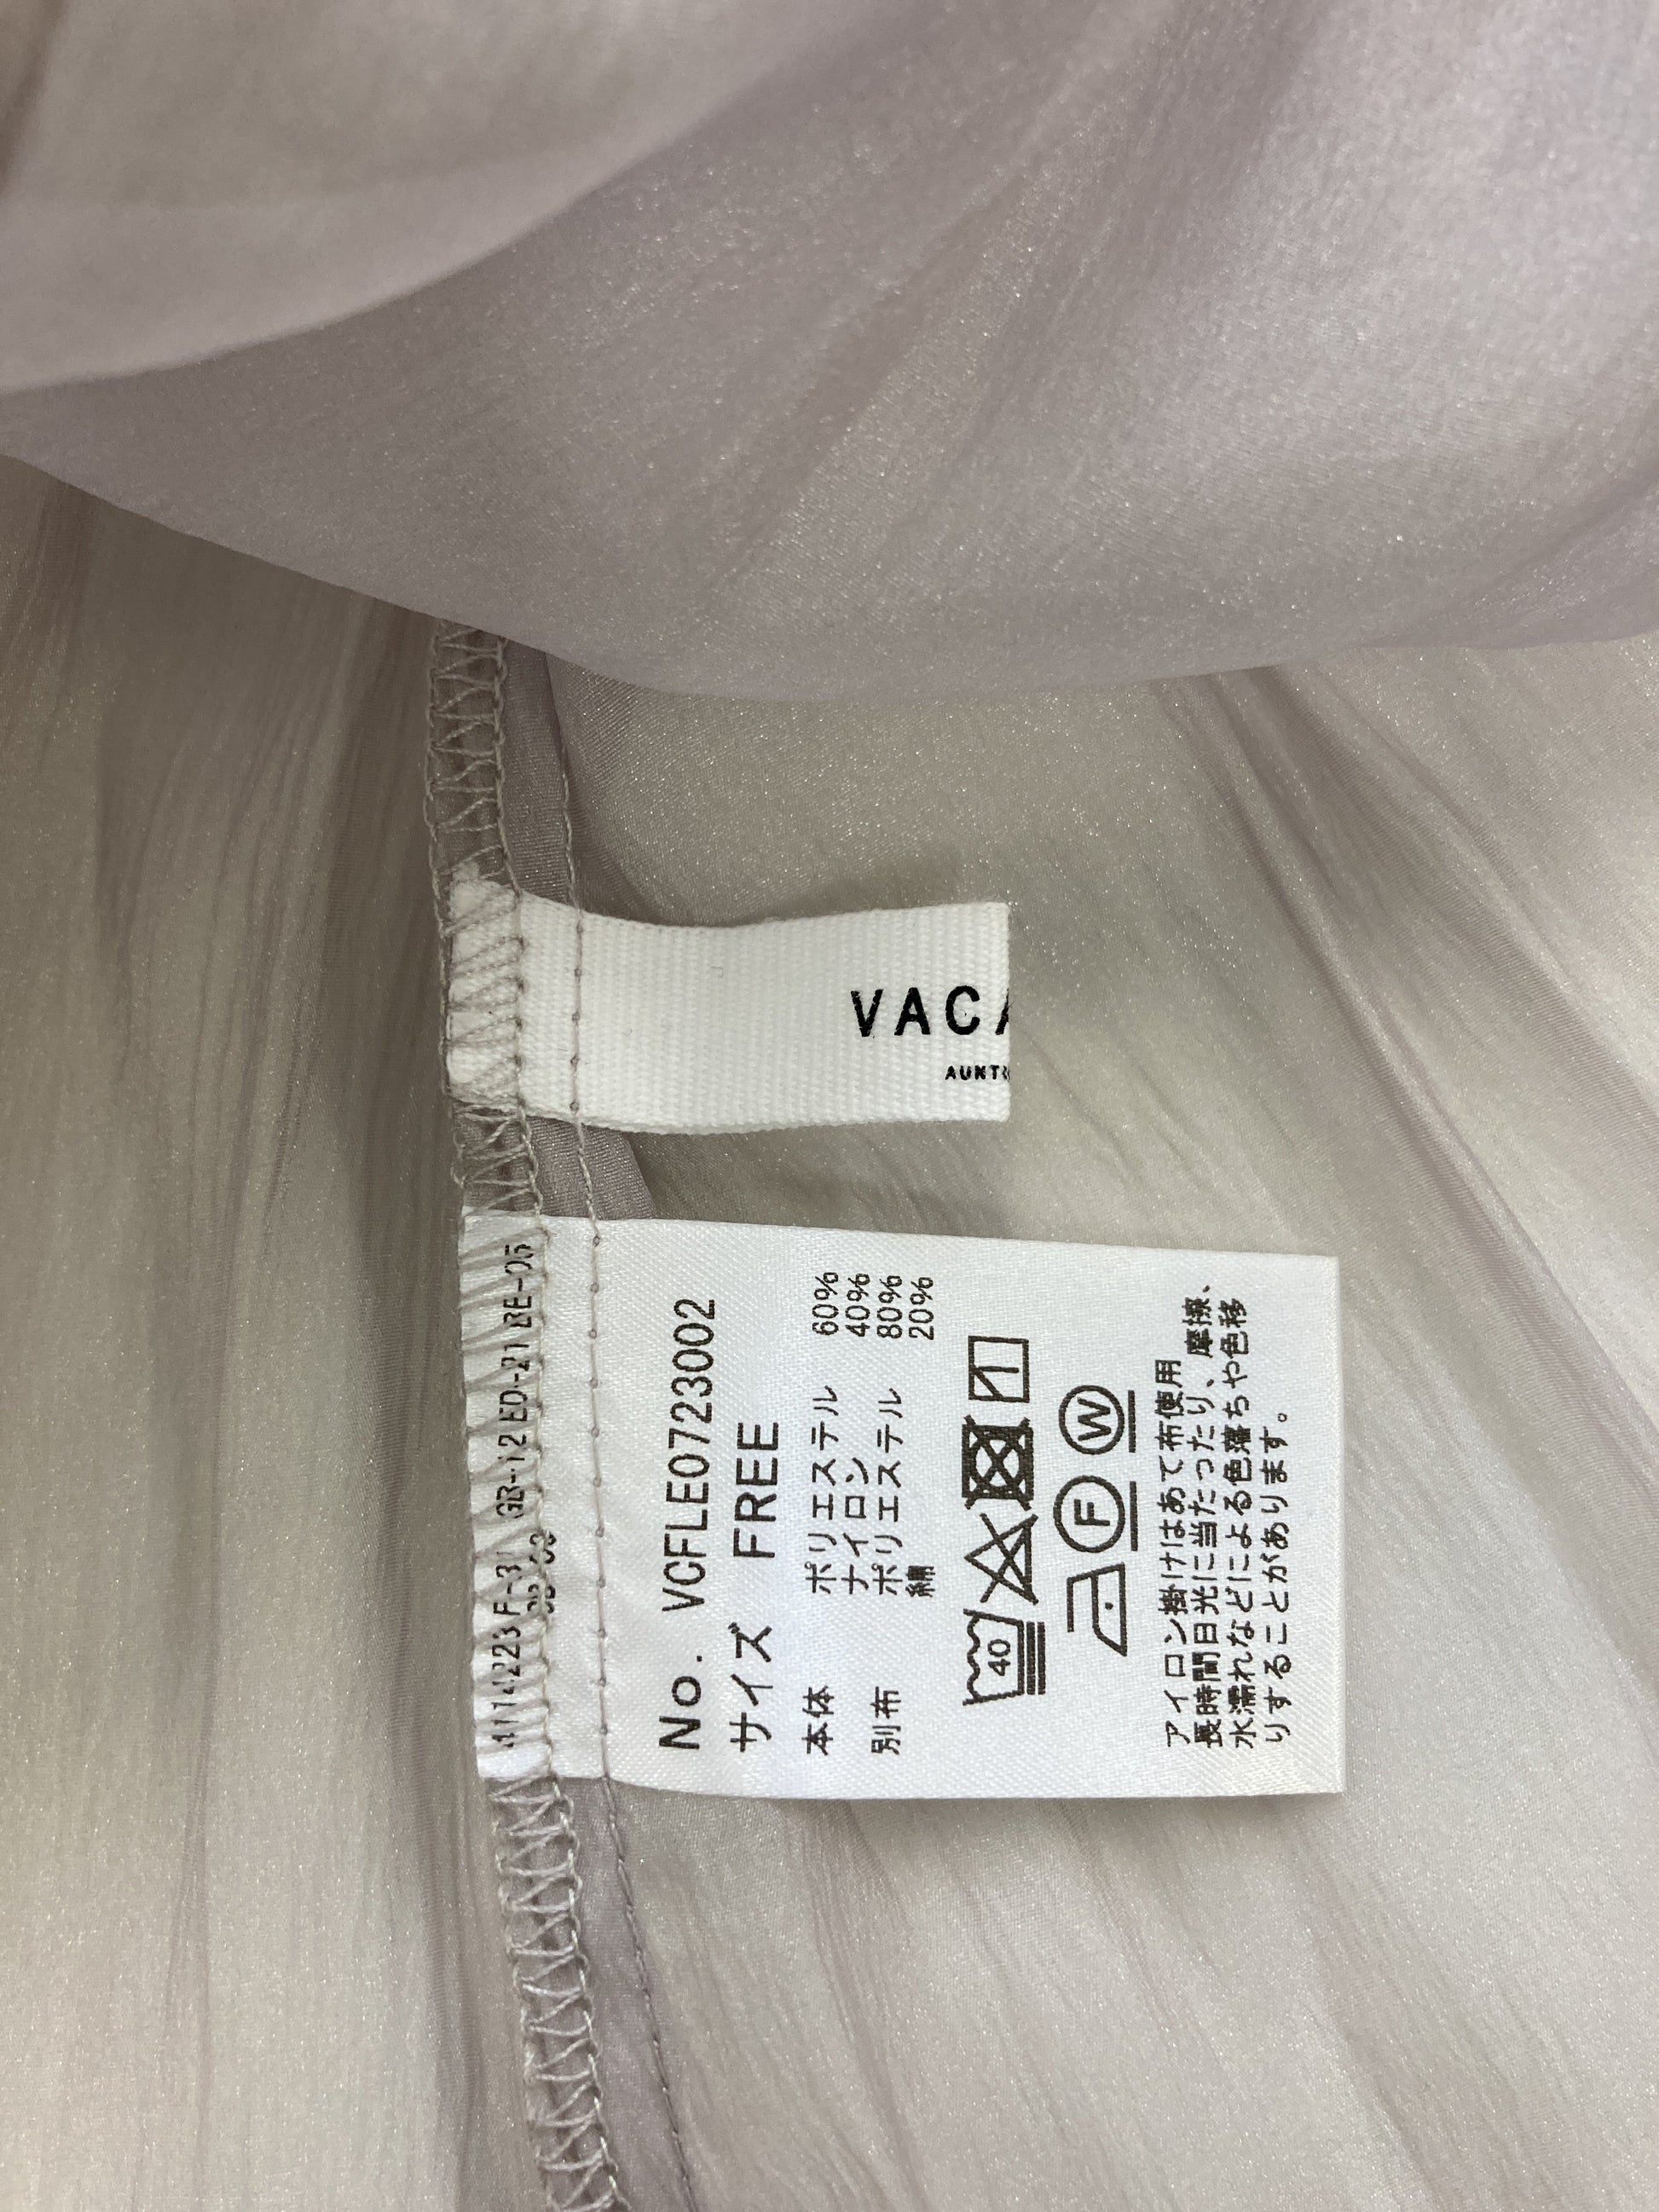 VACA
AUNT
No. VCFLE0723002
サイズ FREE
本体 ポリエステル 60%
ナイロン 40%
別布 ポリエステル 80%
綿 20%
40
F W
アイロン掛けはあて布使用
長時間日光に当たったり、摩擦、
水濡れなどによる色落ちや色移
りすることがあります。